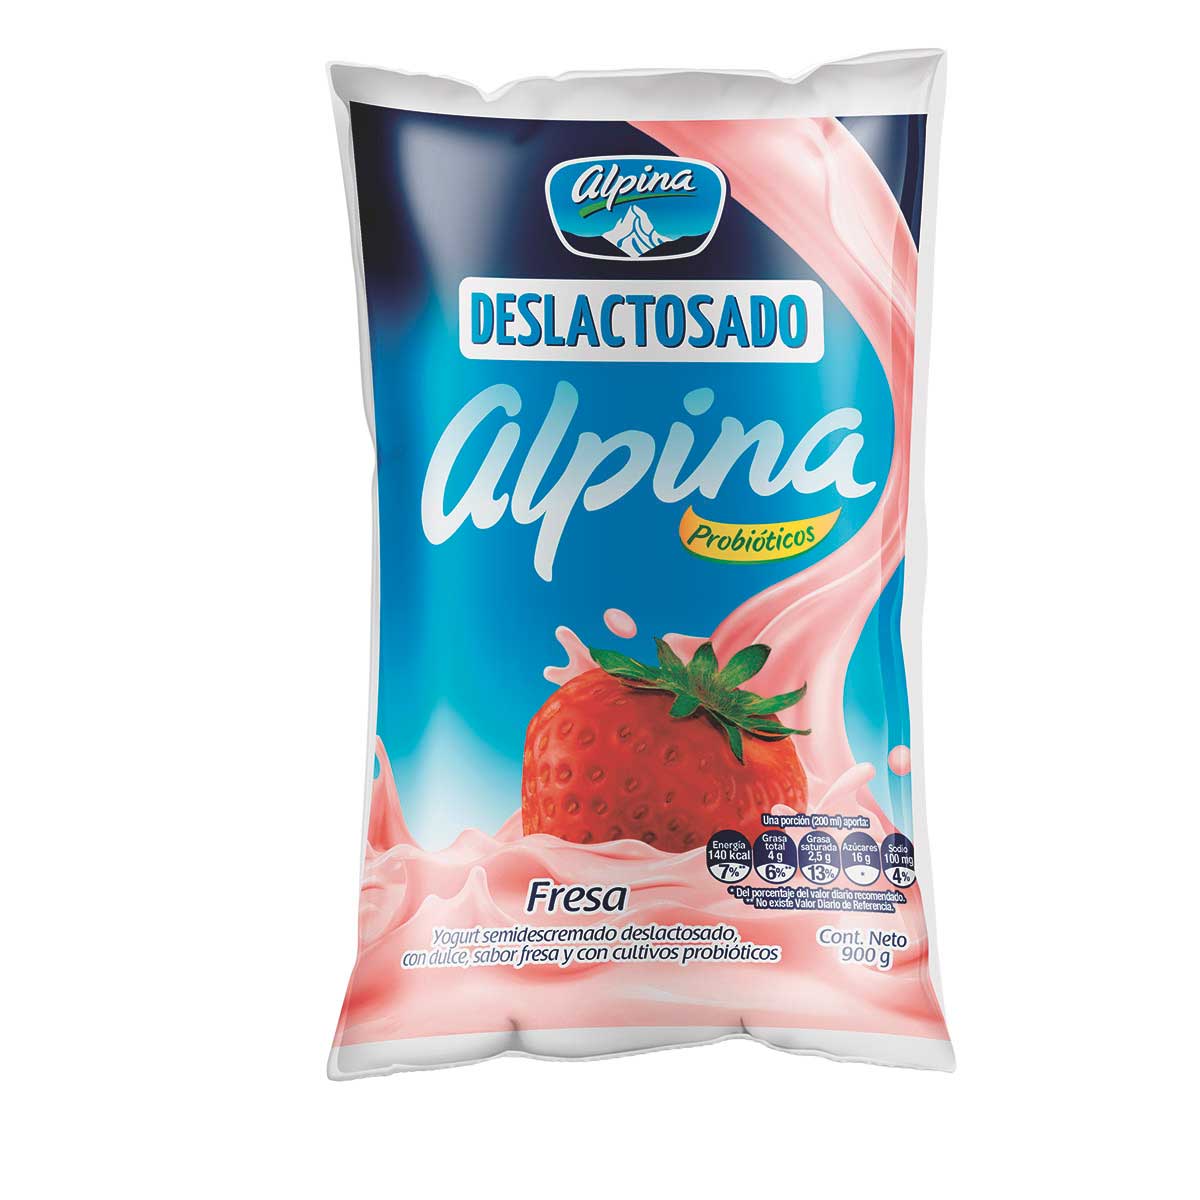 alpina
DESLACTOSADO
alpina
Probióticos
Una porción (200 ml) aporta:
Energía
140 kcal
7%**
Grasa
total
4 g
6%**
Grasa
saturada
2,5 g
13%
Azúcares
16 g
*
Sodio
100 mg
4%
*Del porcentaje del valor diario recomendado.
**No existe Valor Diario de Referencia.
Fresa
Yogurt semidescremado deslactosado,
con dulce, sabor fresa y con cultivos probióticos
Cont. Neto
900 g